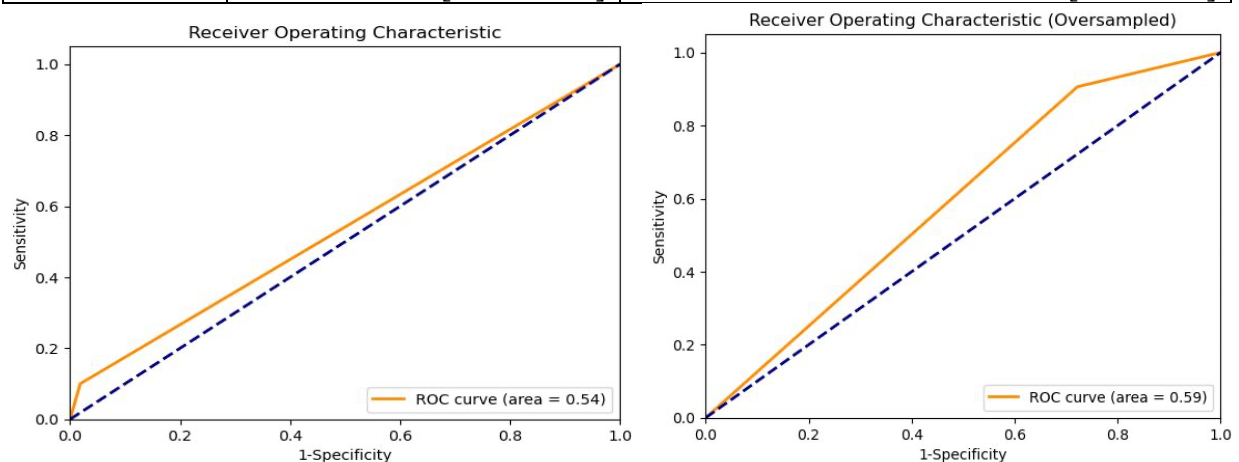 Receiver Operating Characteristic
1.0
0.8
0.6
0.4
0.2
0.0
Sensitivity
ROC curve (area = 0.54)
0.0 0.2 0.4 0.6 0.8 1.0
1-Specificity
Receiver Operating Characteristic (Oversampled)
1.0
0.8
0.6
0.4
0.2
0.0
Sensitivity
ROC curve (area = 0.59)
0.0 0.2 0.4 0.6 0.8 1.0
1-Specificity